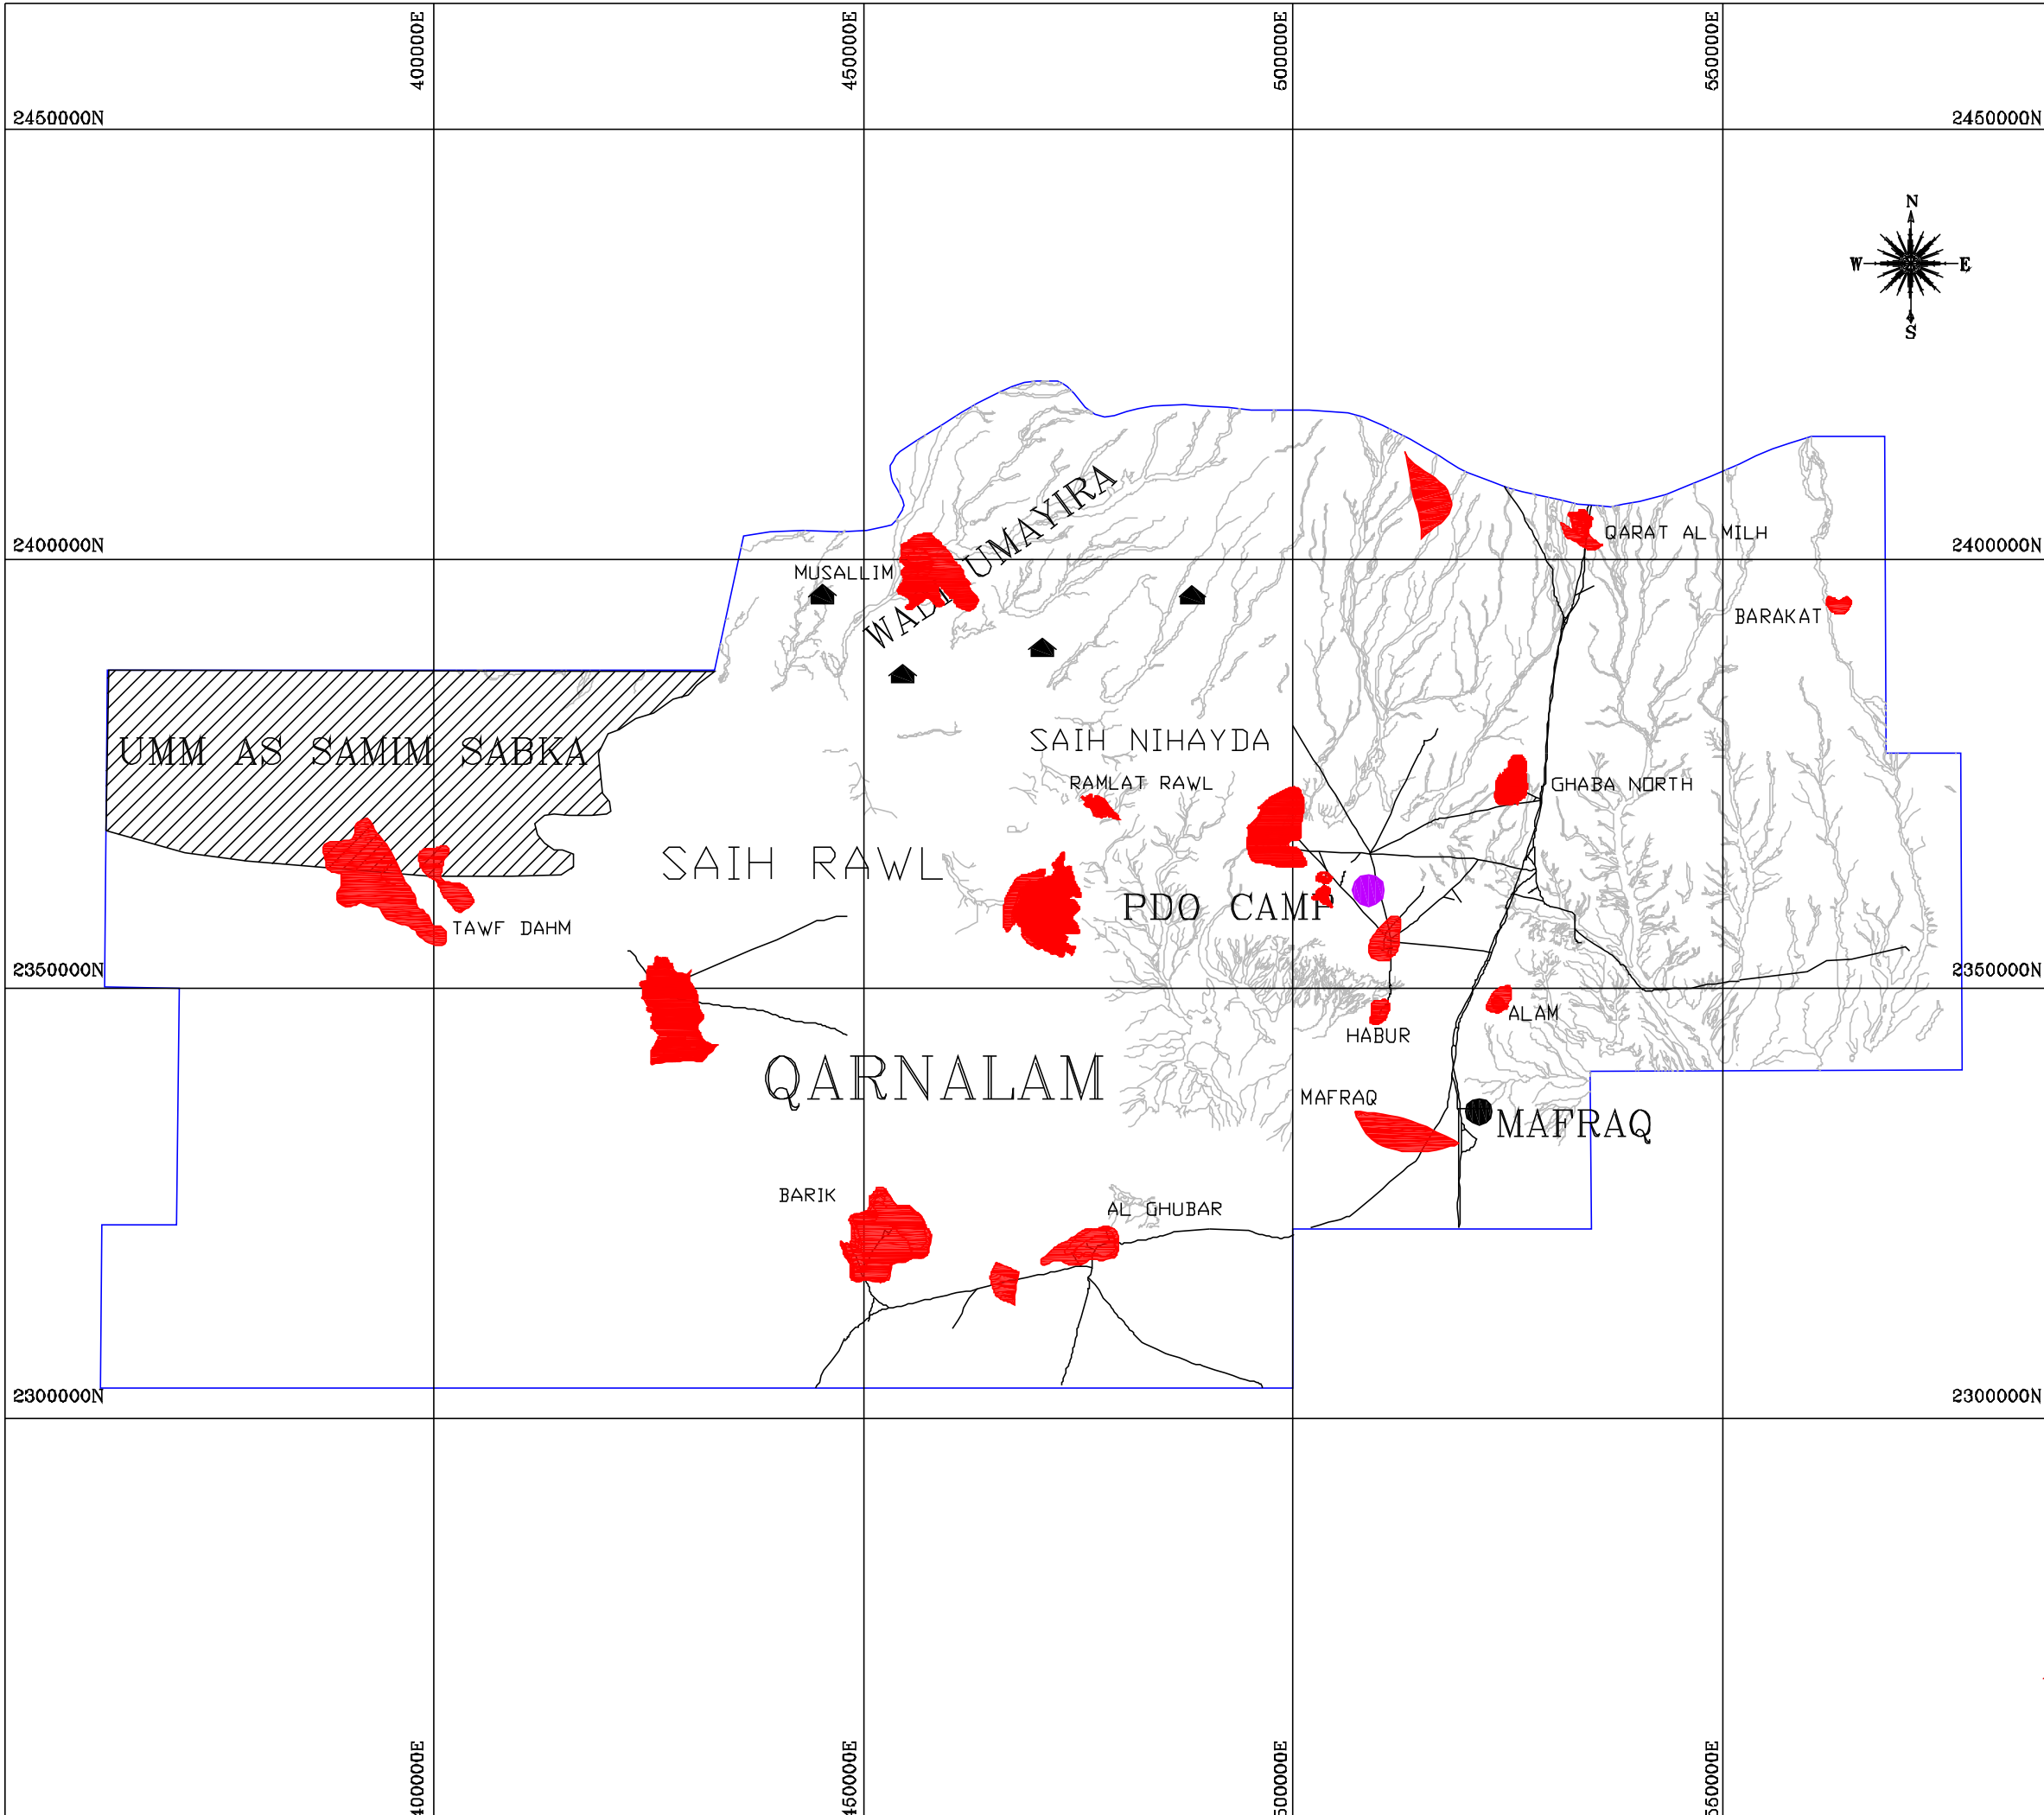 400000E
450000E
500000E
550000E
2450000N
2450000N
N
W
E
S
WADI UMAYIRA
QARAT AL MILH
2400000N
2400000N
MUSALLIM
BARAKAT
SAIH NIHAYDA
UMM AS SAMIM SABKA
RAMLAT RAWL
GHABA NORTH
SAIH RAWL
PDO CAMP
TAWF DAHM
2350000N
2350000N
ALAM
HABUR
QARNALAM
MAFRAQ
MAFRAQ
BARIK
AL GHUBAR
2300000N
2300000N
400000E
450000E
500000E
550000E